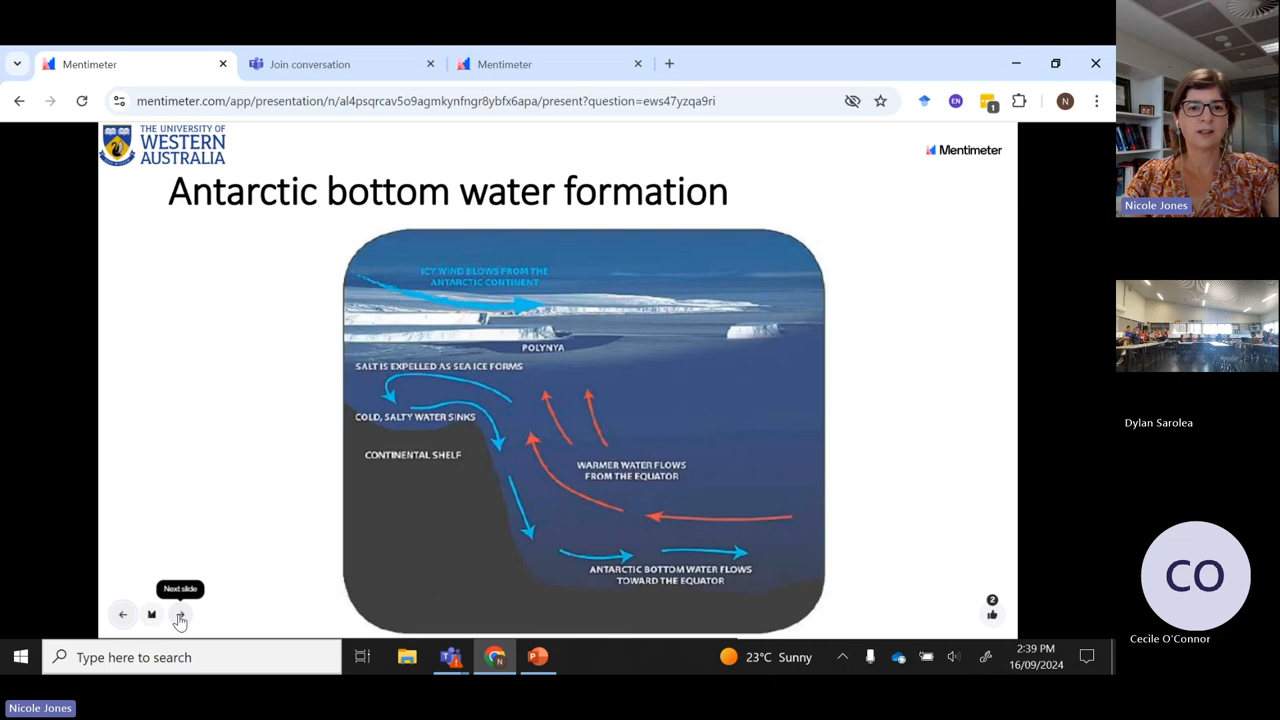 Mentimeter
Join conversation
Mentimeter
mentimeter.com/app/presentation/n/al4psqrcav5o9agmkynfngr8ybfx6apa/present?question=ews47yzqa9ri
EN
1
N
THE UNIVERSITY OF
WESTERN
AUSTRALIA
Mentimeter
Antarctic bottom water formation
ICY WIND BLOWS FROM THE
ANTARCTIC CONTINENT
POLYNYA
SALT IS EXPELLED AS SEA ICE FORMS
COLD, SALTY WATER SINKS
CONTINENTAL SHELF
WARMER WATER FLOWS
FROM THE EQUATOR
ANTARCTIC BOTTOM WATER FLOWS
TOWARD THE EQUATOR
Next slide
2
Type here to search
23°C Sunny
2:39 PM
16/09/2024
Nicole Jones
Dylan Sarolea
CO
Cecile O'Connor
Nicole Jones